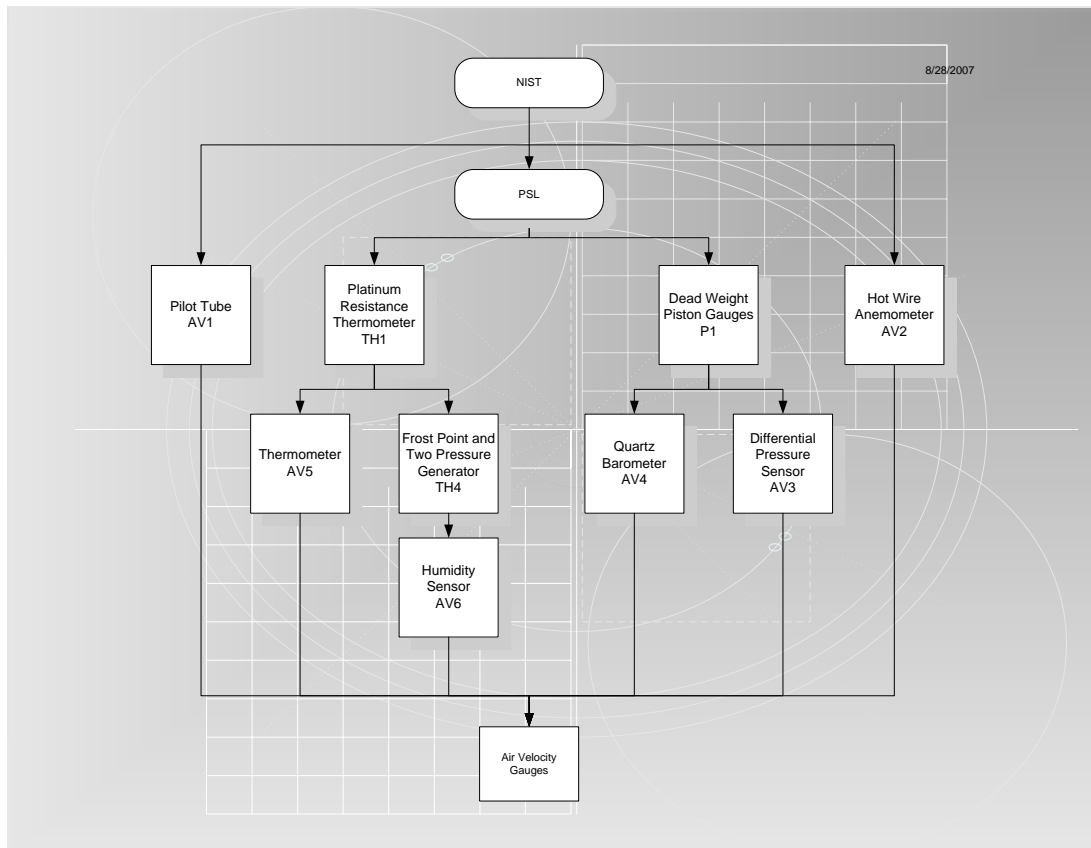 8/28/2007
NIST
PSL
Pilot Tube
AV1
Platinum
Resistance
Thermometer
TH1
Dead Weight
Piston Gauges
P1
Hot Wire
Anemometer
AV2
Thermometer
AV5
Frost Point and
Two Pressure
Generator
TH4
Quartz
Barometer
AV4
Differential
Pressure
Sensor
AV3
Humidity
Sensor
AV6
Air Velocity
Gauges